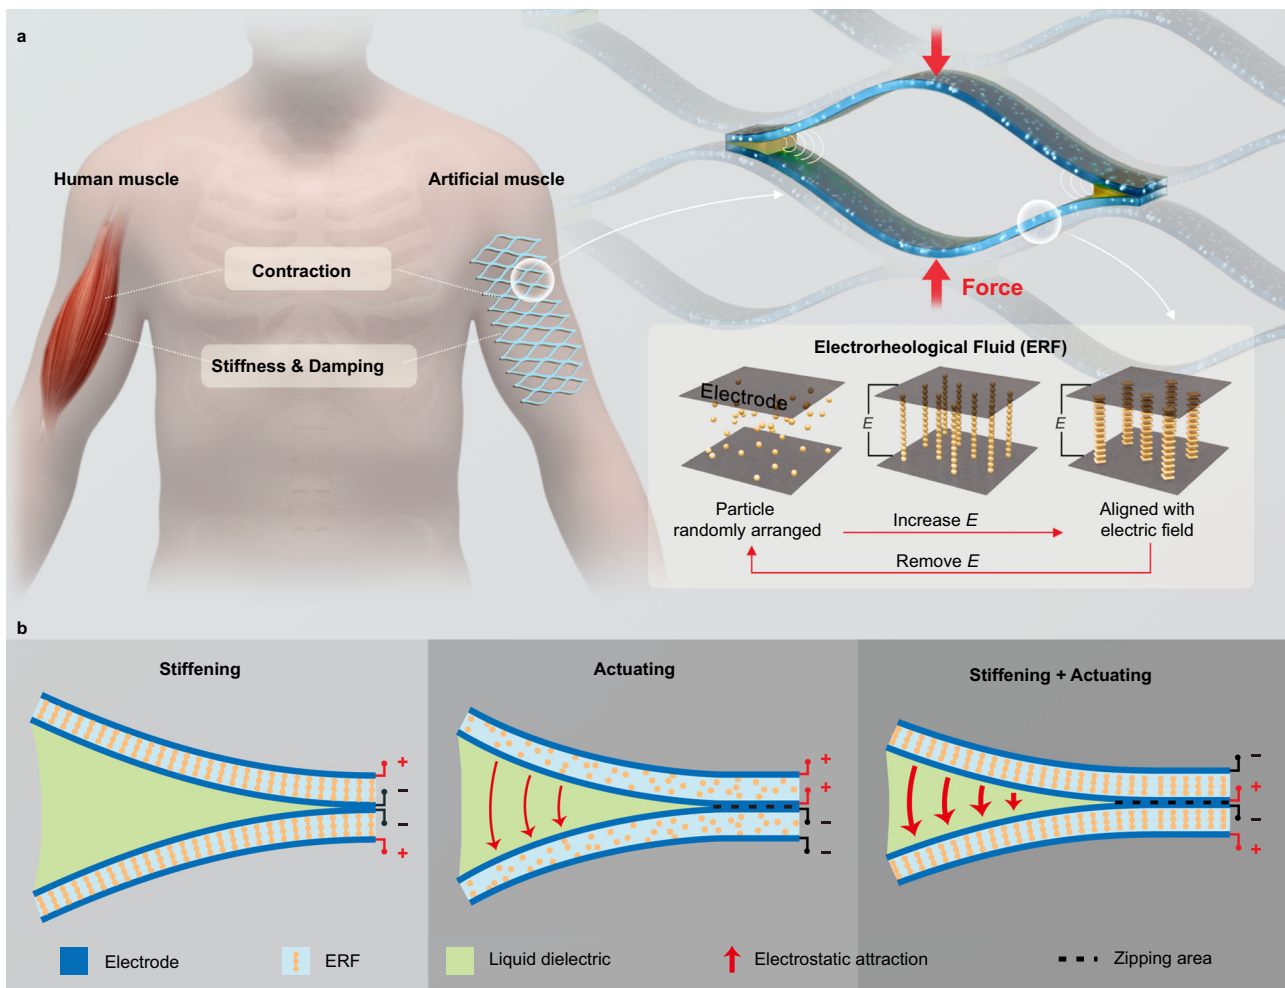 a
Human muscle
Artificial muscle
Contraction
Stiffness & Damping
Force
Electrorheological Fluid (ERF)
Electrode
E
E
Particle
randomly arranged
Increase E
Aligned with
electric field
Remove E
b
Stiffening
Actuating
Stiffening + Actuating
+
−
−
+
+
+
−
−
−
+
−
+
Electrode
ERF
Liquid dielectric
Electrostatic attraction
Zipping area